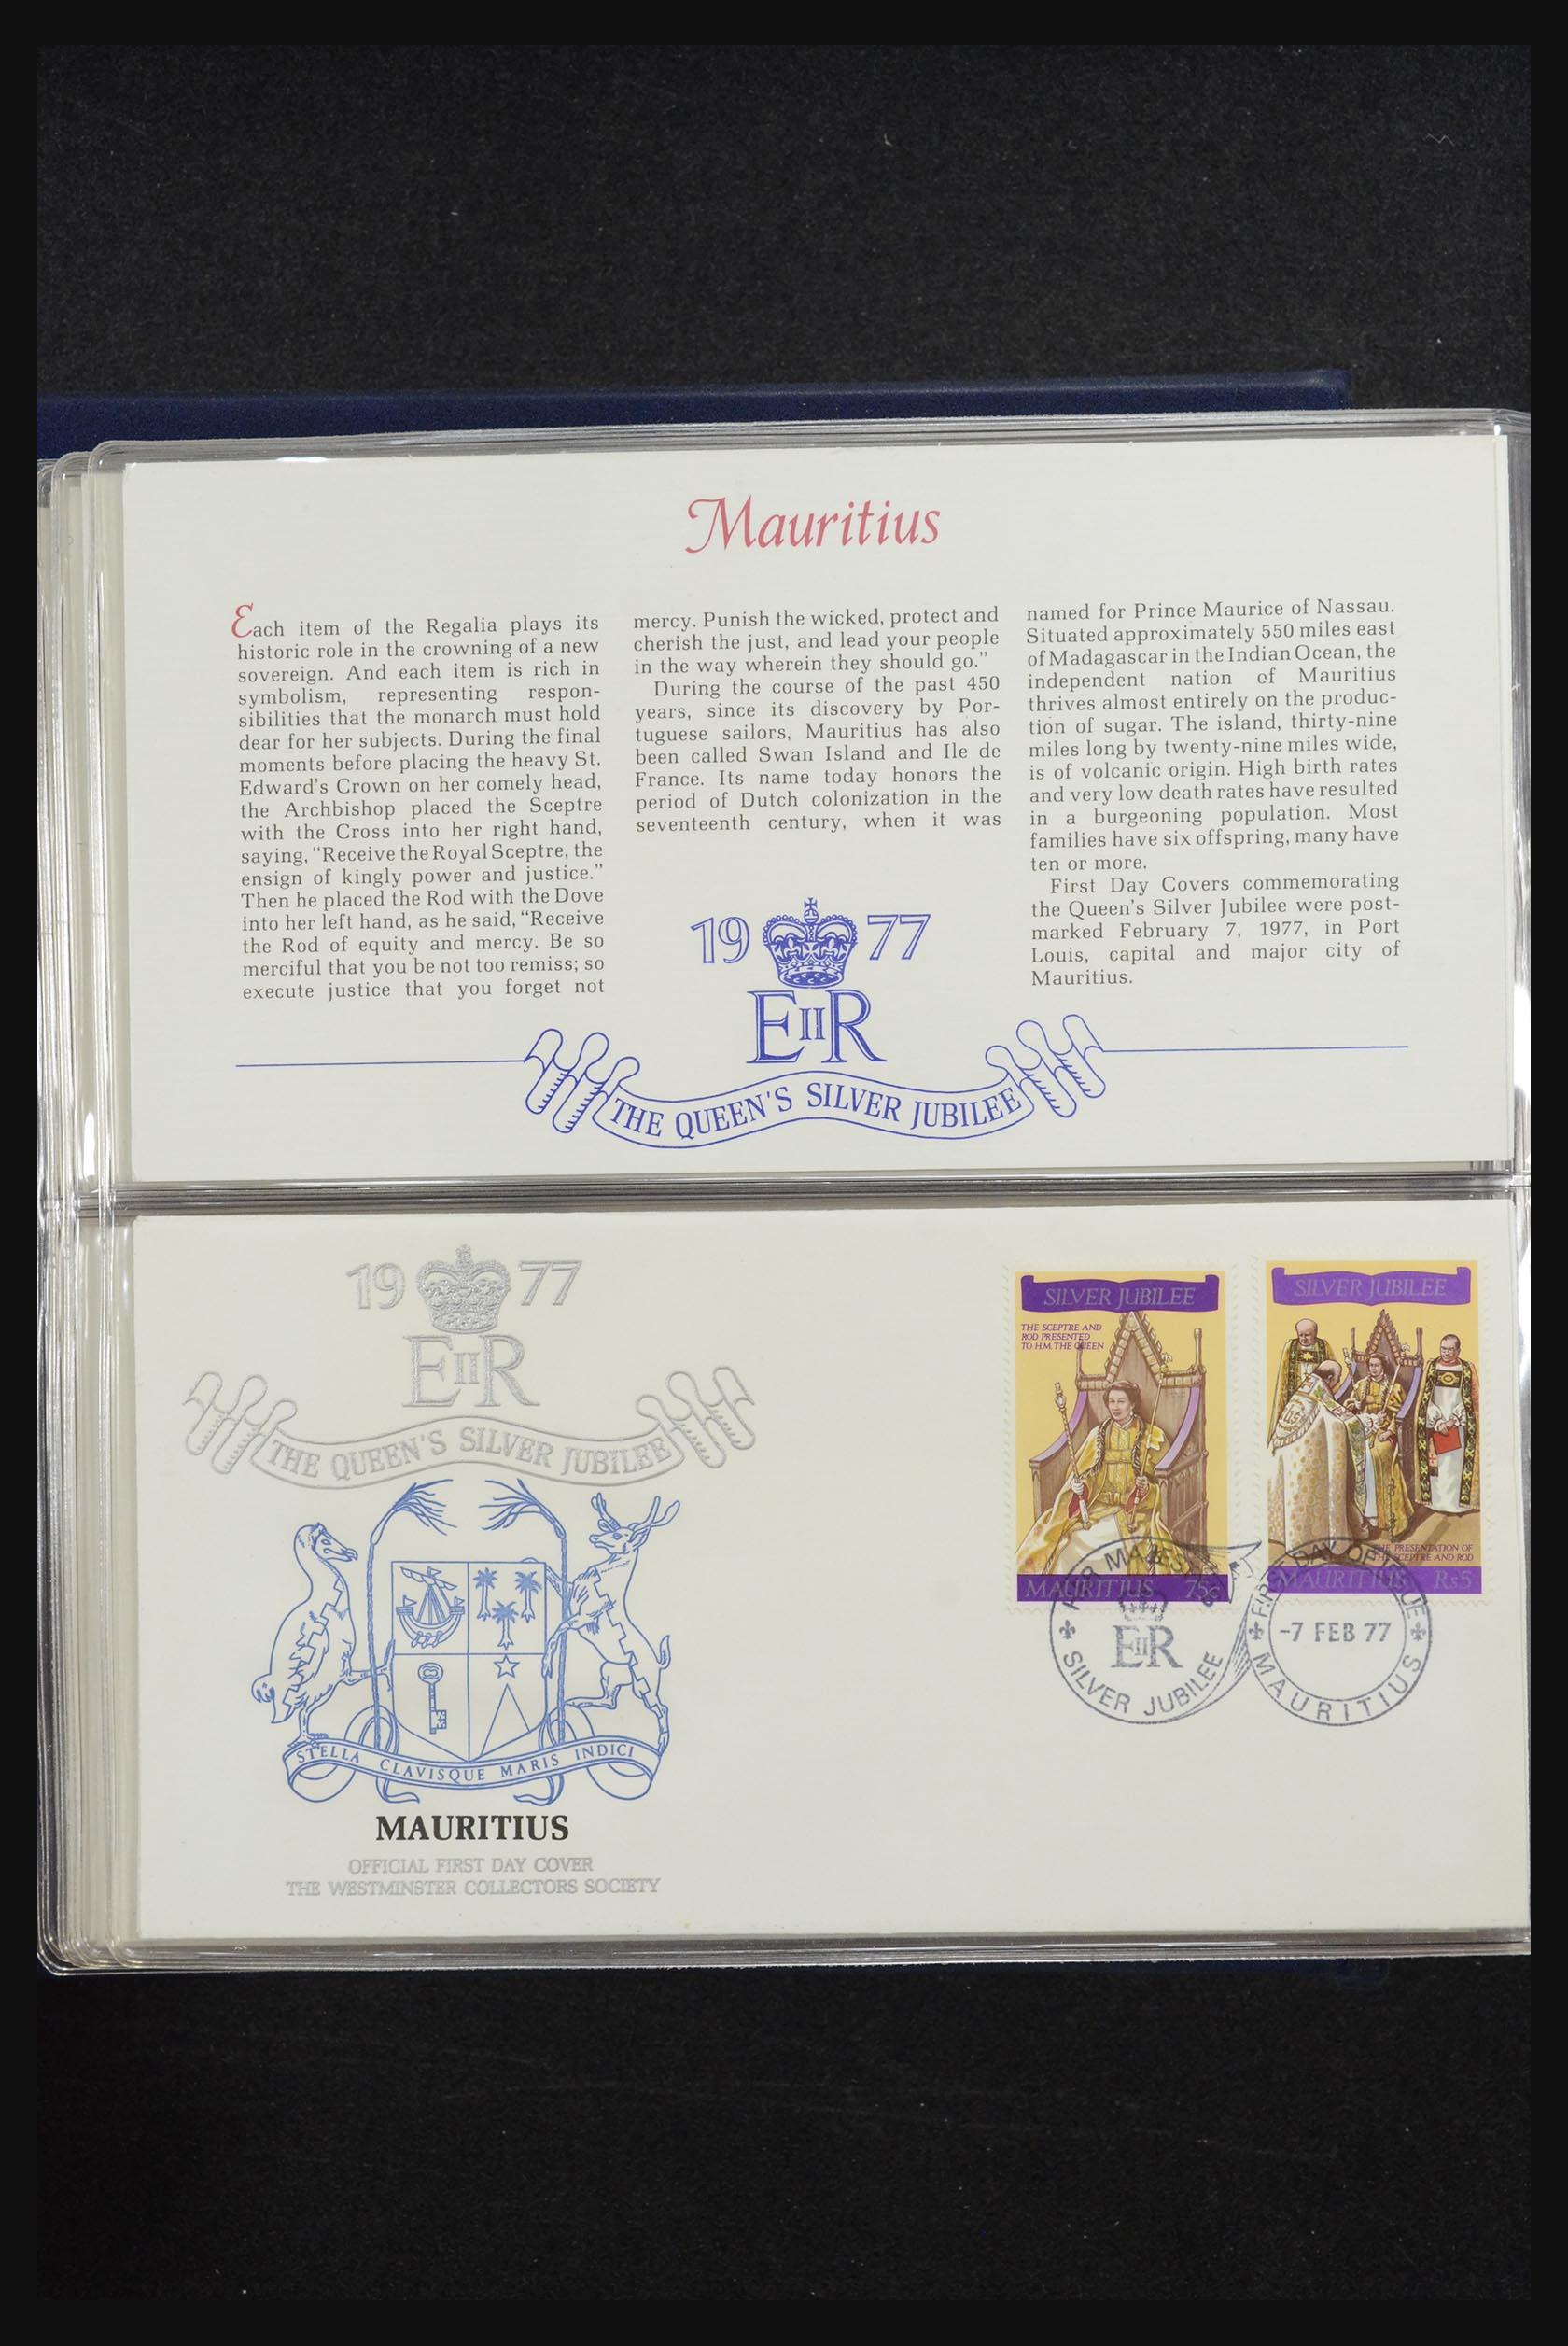 Mauritius
Each item of the Regalia plays its
historic role in the crowning of a new
sovereign. And each item is rich in
symbolism, representing respon-
sibilities that the monarch must hold
dear for her subjects. During the final
moments before placing the heavy St.
Edward's Crown on her comely head,
the Archbishop placed the Sceptre
with the Cross into her right hand,
saying, “Receive the Royal Sceptre, the
ensign of kingly power and justice.”
Then he placed the Rod with the Dove
into her left hand, as he said, “Receive
the Rod of equity and mercy. Be so
merciful that you be not too remiss; so
execute justice that you forget not
mercy. Punish the wicked, protect and
cherish the just, and lead your people
in the way wherein they should go.”
During the course of the past 450
years, since its discovery by Por-
tuguese sailors, Mauritius has also
been called Swan Island and Ile de
France. Its name today honors the
period of Dutch colonization in the
seventeenth century, when it was
named for Prince Maurice of Nassau.
Situated approximately 550 miles east
of Madagascar in the Indian Ocean, the
independent nation of Mauritius
thrives almost entirely on the produc-
tion of sugar. The island, thirty-nine
miles long by twenty-nine miles wide,
is of volcanic origin. High birth rates
and very low death rates have resulted
in a burgeoning population. Most
families have six offspring, many have
ten or more.
First Day Covers commemorating
the Queen's Silver Jubilee were post-
marked February 7, 1977, in Port
Louis, capital and major city of
Mauritius.
19 77
EIIR
THE QUEEN'S SILVER JUBILEE
19 77
EIIR
THE QUEEN'S SILVER JUBILEE
STELLA CLAVISQUE MARIS INDICI
MAURITIUS
OFFICIAL FIRST DAY COVER
THE WESTMINSTER COLLECTORS SOCIETY
SILVER JUBILEE
THE SCEPTRE AND
ROD PRESENTED
TO H.M. THE QUEEN
MAURITIUS 75c
SILVER JUBILEE
THE PRESENTATION OF
THE SCEPTRE AND ROD
MAURITIUS Rs5
HER MAJESTY'S
EIIR
SILVER JUBILEE
FIRST DAY OF ISSUE
-7 FEB 77
MAURITIUS